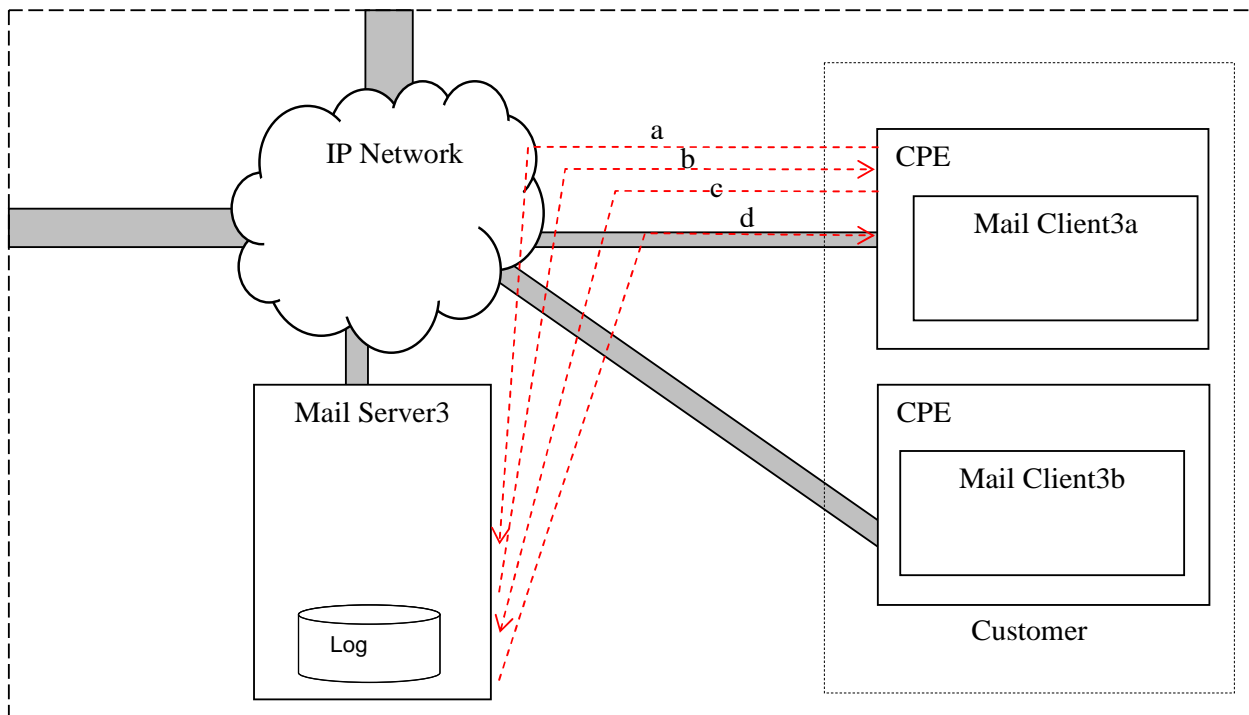 a
IP Network
b
CPE
c
Mail Client3a
d
Mail Server3
CPE
Mail Client3b
Log
Customer